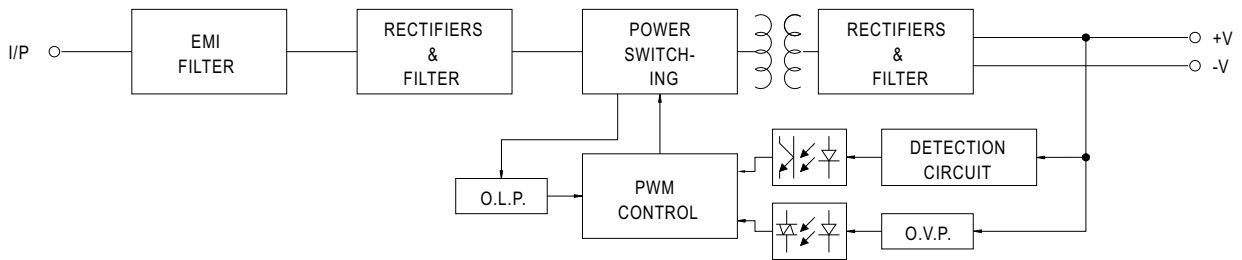 I/P
EMI
FILTER
RECTIFIERS
&
FILTER
POWER
SWITCH-
ING
RECTIFIERS
&
FILTER
+V
-V
O.L.P.
PWM
CONTROL
DETECTION
CIRCUIT
O.V.P.